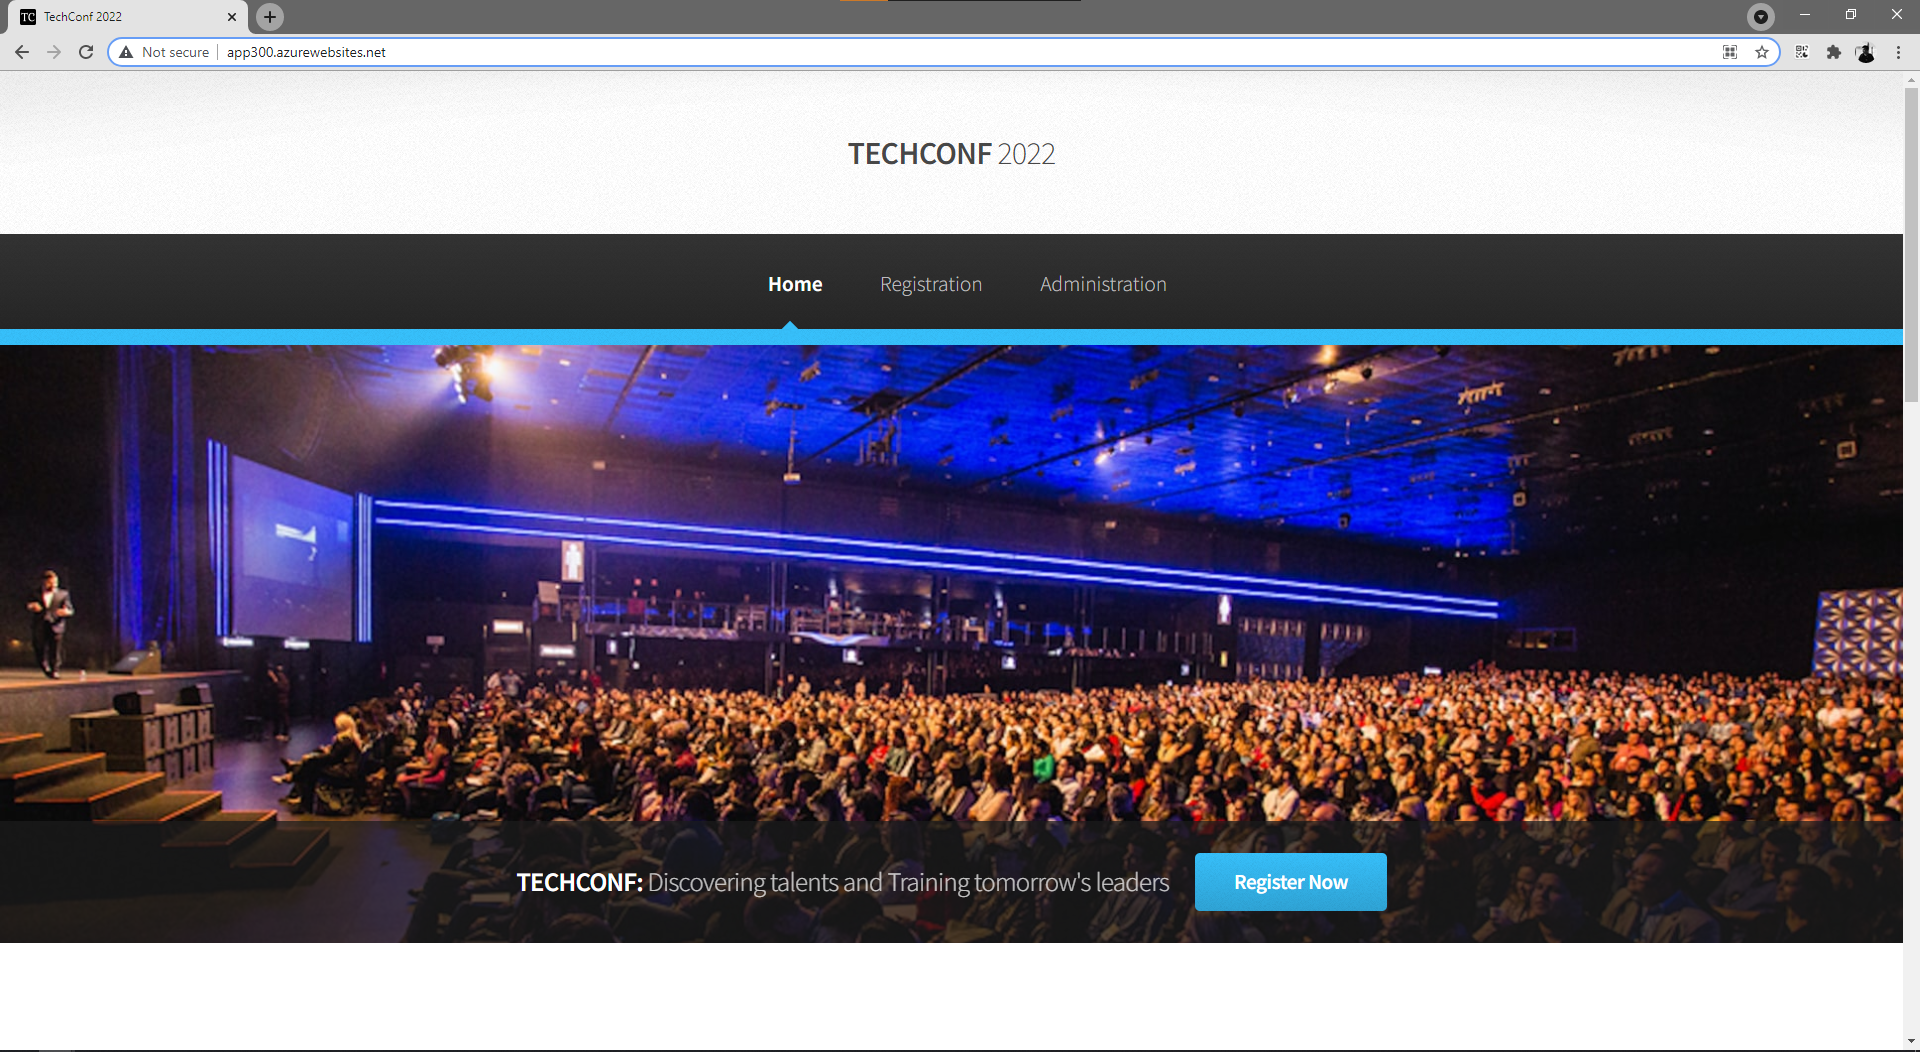 TC TechConf 2022
Not secure app300.azurewebsites.net
TECHCONF 2022
Home Registration Administration
TECHCONF: Discovering talents and Training tomorrow's leaders Register Now